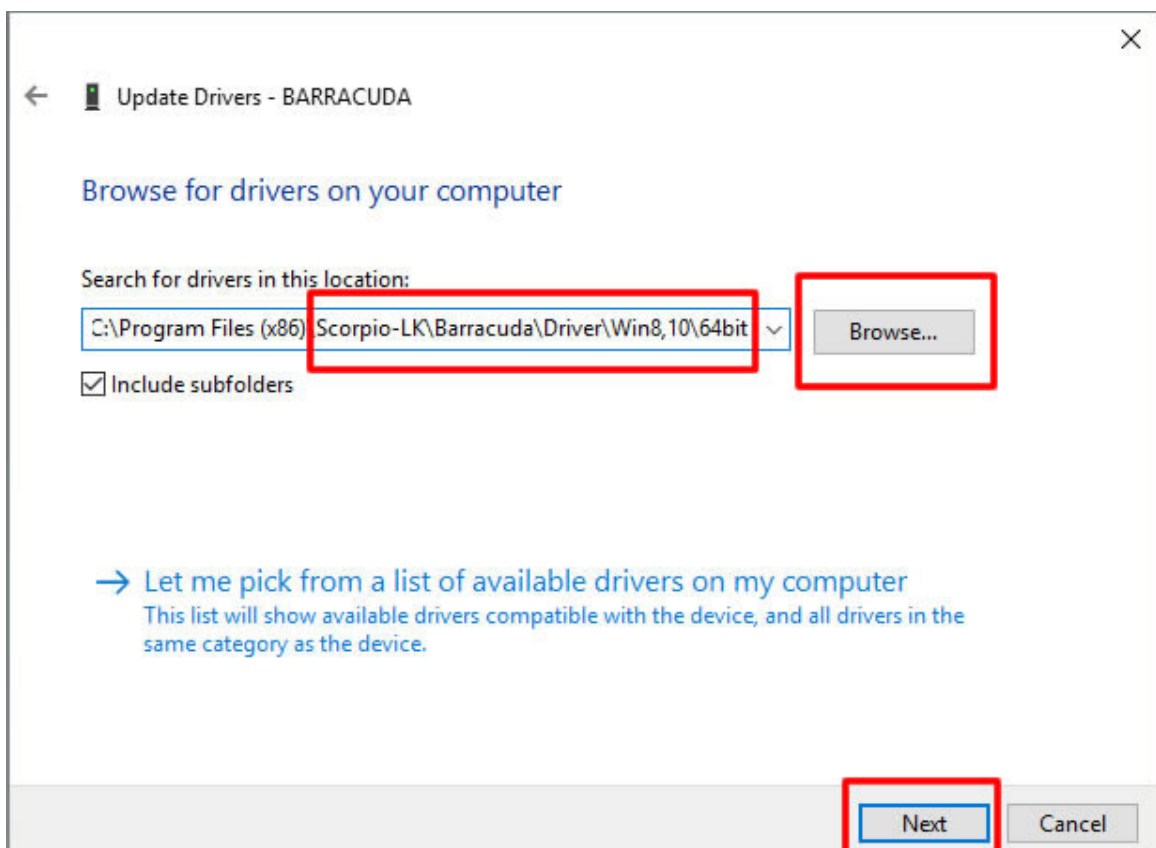 Update Drivers - BARRACUDA
Browse for drivers on your computer
Search for drivers in this location:
C:\Program Files (x86)\Scorpio-LK\Barracuda\Driver\Win8,10\64bit
Browse...
Include subfolders
Let me pick from a list of available drivers on my computer
This list will show available drivers compatible with the device, and all drivers in the
same category as the device.
Next
Cancel